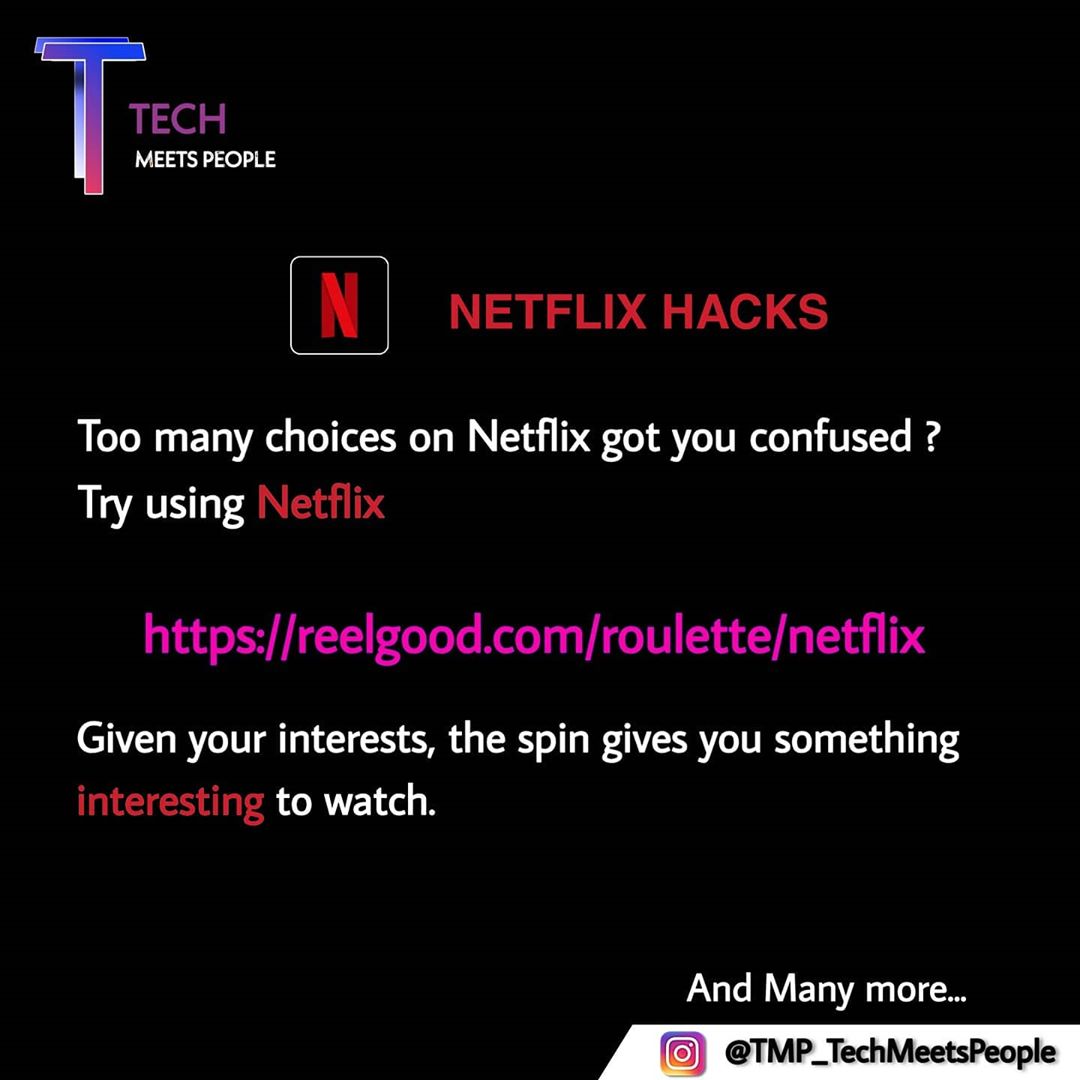 T
TECH
MEETS PEOPLE
N
NETFLIX HACKS
Too many choices on Netflix got you confused ?
Try using Netflix
https://reelgood.com/roulette/netflix
Given your interests, the spin gives you something
interesting to watch.
And Many more...
@TMP_TechMeetsPeople